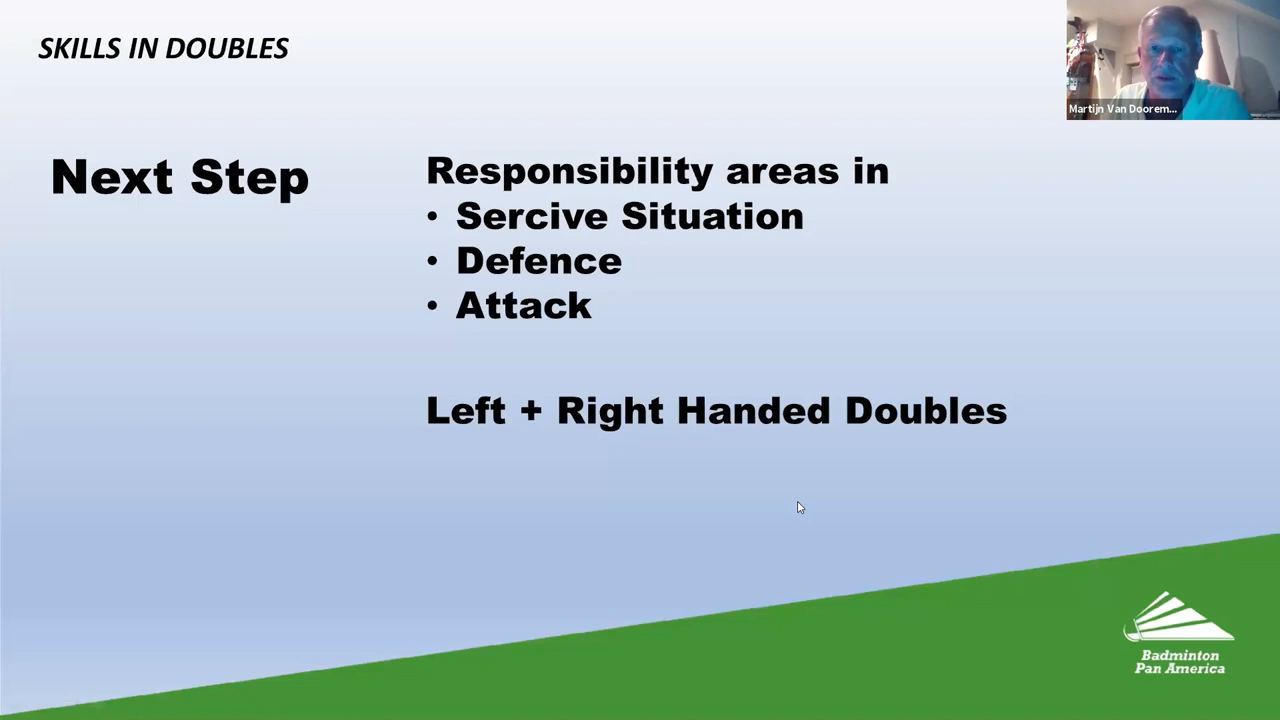 SKILLS IN DOUBLES
Martijn Van Doorem...
Next Step
Responsibility areas in
• Sercive Situation
• Defence
• Attack
Left + Right Handed Doubles
Badminton
Pan America